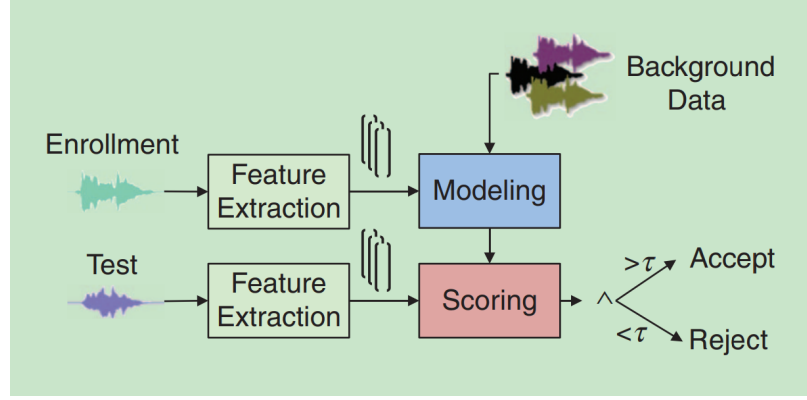 Background
Data
Enrollment
Feature
Extraction
Modeling
Test
Feature
Extraction
Scoring
Λ
>τ
Accept
<τ
Reject